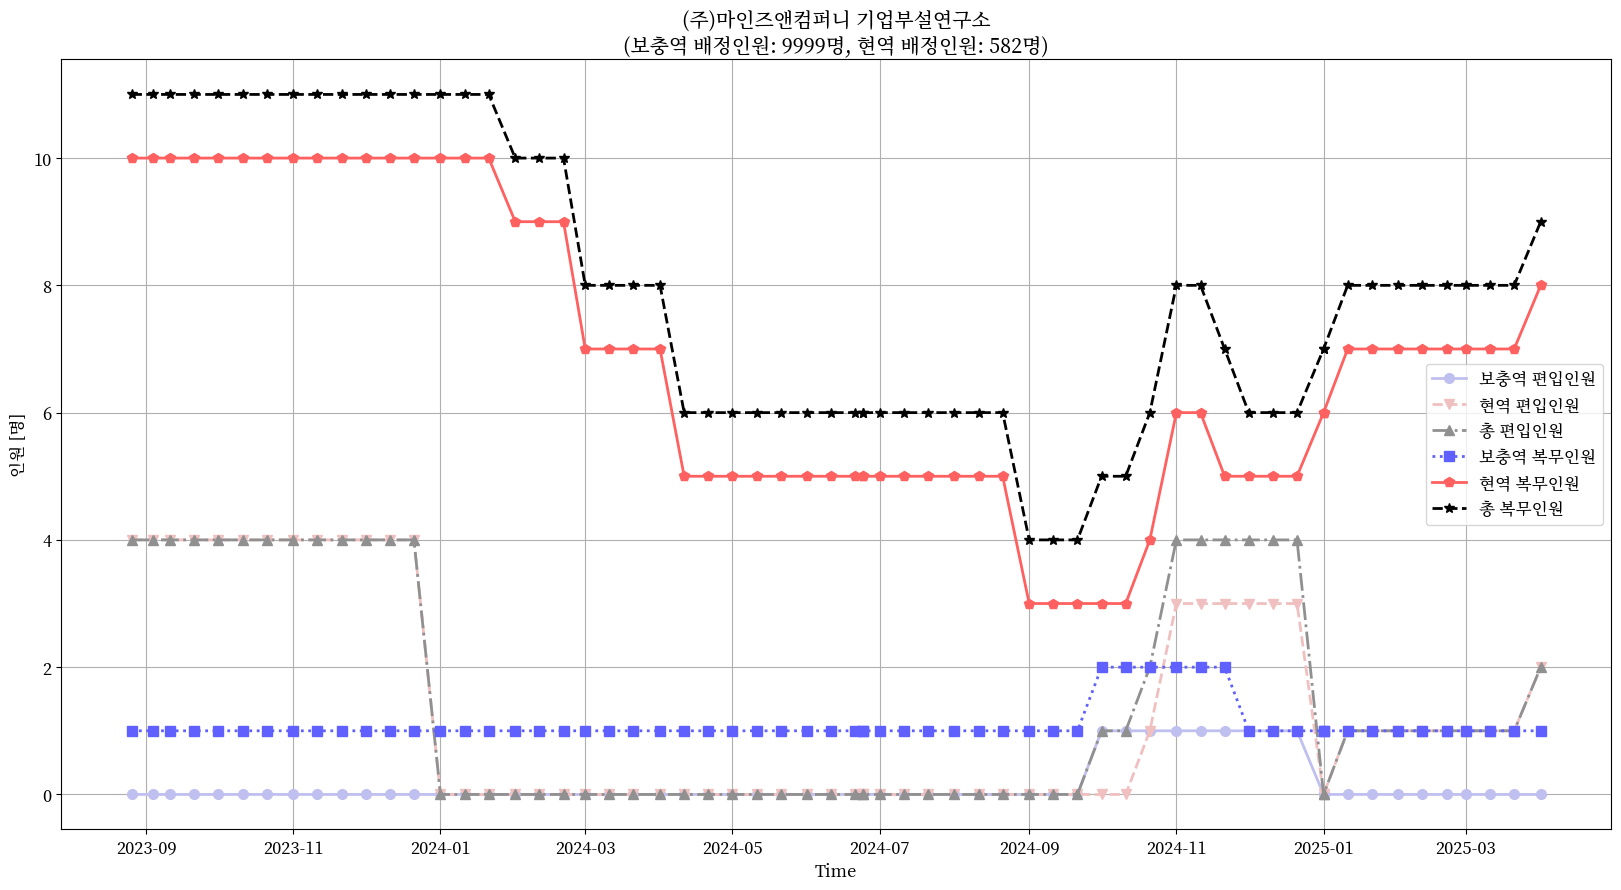 (주)마인즈앤컴퍼니 기업부설연구소
(보충역 배정인원: 9999명, 현역 배정인원: 582명)
인원 [명]
10
8
6
4
2
0
보충역 편입인원
현역 편입인원
총 편입인원
보충역 복무인원
현역 복무인원
총 복무인원
2023-09
2023-11
2024-01
2024-03
2024-05
2024-07
2024-09
2024-11
2025-01
2025-03
Time